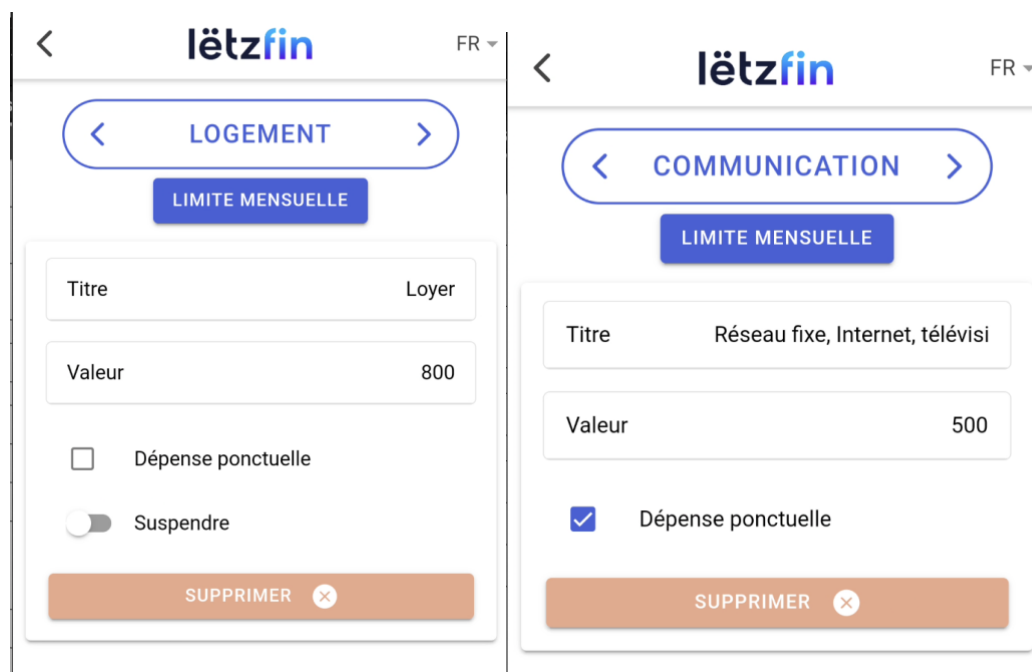 lëtzfin
FR
LOGEMENT
LIMITE MENSUELLE
Titre Loyer
Valeur 800
Dépense ponctuelle
Suspendre
SUPPRIMER
lëtzfin
FR
COMMUNICATION
LIMITE MENSUELLE
Titre Réseau fixe, Internet, télévisi
Valeur 500
Dépense ponctuelle
SUPPRIMER